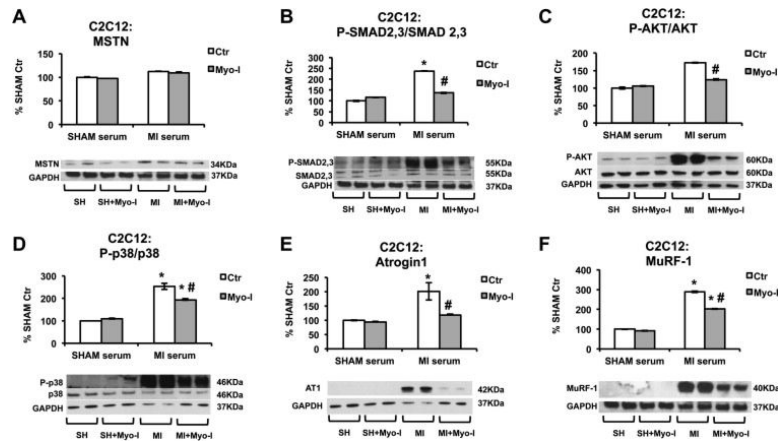 A
C2C12:
MSTN
Ctr
Myo-I
% SHAM Ctr
200
150
100
50
0
SHAM serum MI serum
MSTN 34KDa
GAPDH 37KDa
SH SH+Myo-I MI MI+Myo-I
B
C2C12:
P-SMAD2,3/SMAD 2,3
Ctr
Myo-I
% SHAM Ctr
300
250
200
150
100
50
0
*
#
SHAM serum MI serum
P-SMAD2,3 55KDa
SMAD2,3 55KDa
GAPDH 37KDa
SH SH+Myo-I MI MI+Myo-I
C
C2C12:
P-AKT/AKT
Ctr
Myo-I
% SHAM Ctr
200
150
100
50
0
#
SHAM serum MI serum
P-AKT 60KDa
AKT 60KDa
GAPDH 37KDa
SH SH+Myo-I MI MI+Myo-I
D
C2C12:
P-p38/p38
Ctr
Myo-I
% SHAM Ctr
300
200
100
0
*
* #
SHAM serum MI serum
P-p38 46KDa
p38 46KDa
GAPDH 37KDa
SH SH+Myo-I MI MI+Myo-I
E
C2C12:
Atrogin1
Ctr
Myo-I
% SHAM Ctr
250
200
150
100
50
0
*
#
SHAM serum MI serum
AT1 42KDa
GAPDH 37KDa
SH SH+Myo-I MI MI+Myo-I
F
C2C12:
MuRF-1
Ctr
Myo-I
% SHAM Ctr
400
300
200
100
0
*
* #
SHAM serum MI serum
MuRF-1 40KDa
GAPDH 37KDa
SH SH+Myo-I MI MI+Myo-I